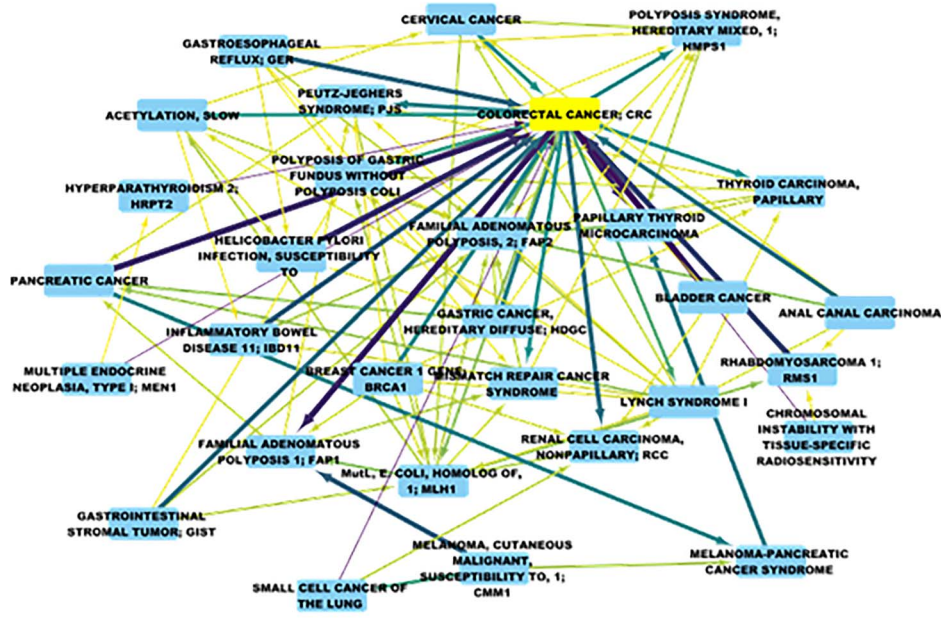 CERVICAL CANCER
POLYPOSIS SYNDROME,
HEREDITARY MIXED, 1;
HMPS1
GASTROESOPHAGEAL
REFLUX; GER
PEUTZ-JEGHERS
SYNDROME; PJS
ACETYLATION, SLOW
COLORECTAL CANCER; CRC
POLYPOSIS OF GASTRIC
FUNDUS WITHOUT
POLYPOSIS COLI
HYPERPARATHYROIDISM 2;
HRPT2
THYROID CARCINOMA,
PAPILLARY
FAMILIAL ADENOMATOUS
POLYPOSIS, 2; FAP2
PAPILLARY THYROID
MICROCARCINOMA
HELICOBACTER PYLORI
INFECTION, SUSCEPTIBILITY
TO
PANCREATIC CANCER
BLADDER CANCER
ANAL CANAL CARCINOMA
GASTRIC CANCER,
HEREDITARY DIFFUSE; HDGC
INFLAMMATORY BOWEL
DISEASE 11; IBD11
MULTIPLE ENDOCRINE
NEOPLASIA, TYPE I; MEN1
BREAST CANCER 1 GENE;
BRCA1
MISMATCH REPAIR CANCER
SYNDROME
RHABDOMYOSARCOMA 1;
RMS1
LYNCH SYNDROME I
CHROMOSOMAL
INSTABILITY WITH
TISSUE-SPECIFIC
RADIOSENSITIVITY
FAMILIAL ADENOMATOUS
POLYPOSIS 1; FAP1
RENAL CELL CARCINOMA,
NONPAPILLARY; RCC
MutL, E. COLI, HOMOLOG OF,
1; MLH1
GASTROINTESTINAL
STROMAL TUMOR; GIST
MELANOMA, CUTANEOUS
MALIGNANT,
SUSCEPTIBILITY TO, 1;
CMM1
MELANOMA-PANCREATIC
CANCER SYNDROME
SMALL CELL CANCER OF
THE LUNG